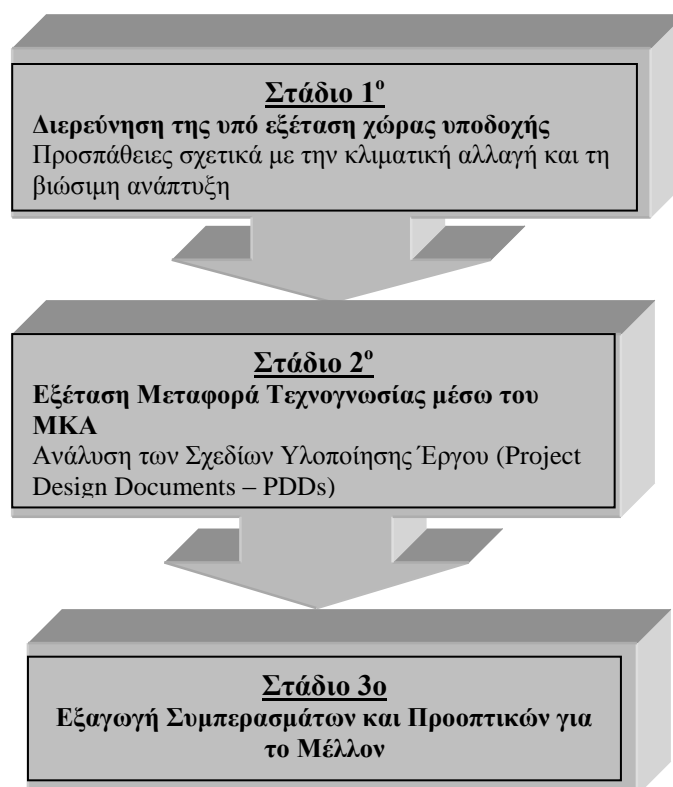 Στάδιο 1ο
Διερεύνηση της υπό εξέταση χώρας υποδοχής
Προσπάθειες σχετικά με την κλιματική αλλαγή και τη
βιώσιμη ανάπτυξη
Στάδιο 2ο
Εξέταση Μεταφορά Τεχνογνωσίας μέσω του
ΜΚΑ
Ανάλυση των Σχεδίων Υλοποίησης Έργου (Project
Design Documents – PDDs)
Στάδιο 3ο
Εξαγωγή Συμπερασμάτων και Προοπτικών για
το Μέλλον